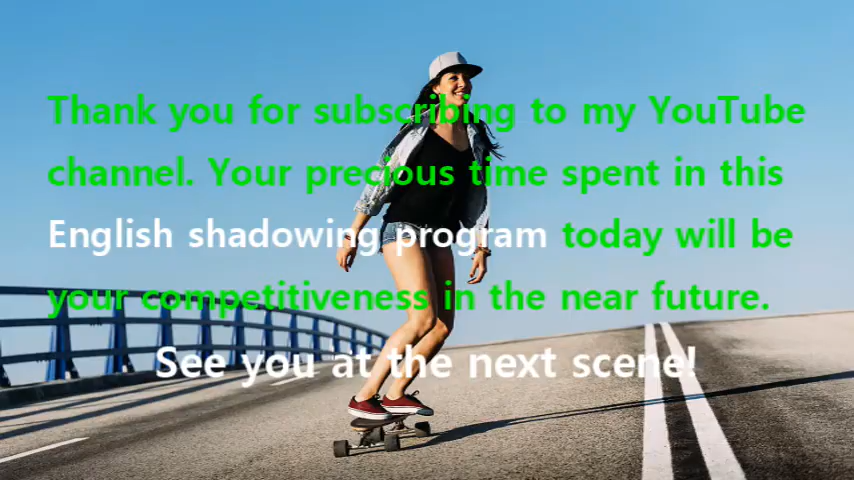 Thank you for subscribing to my YouTube
channel. Your precious time spent in this
English shadowing program today will be
your competitiveness in the near future.
See you at the next scene!